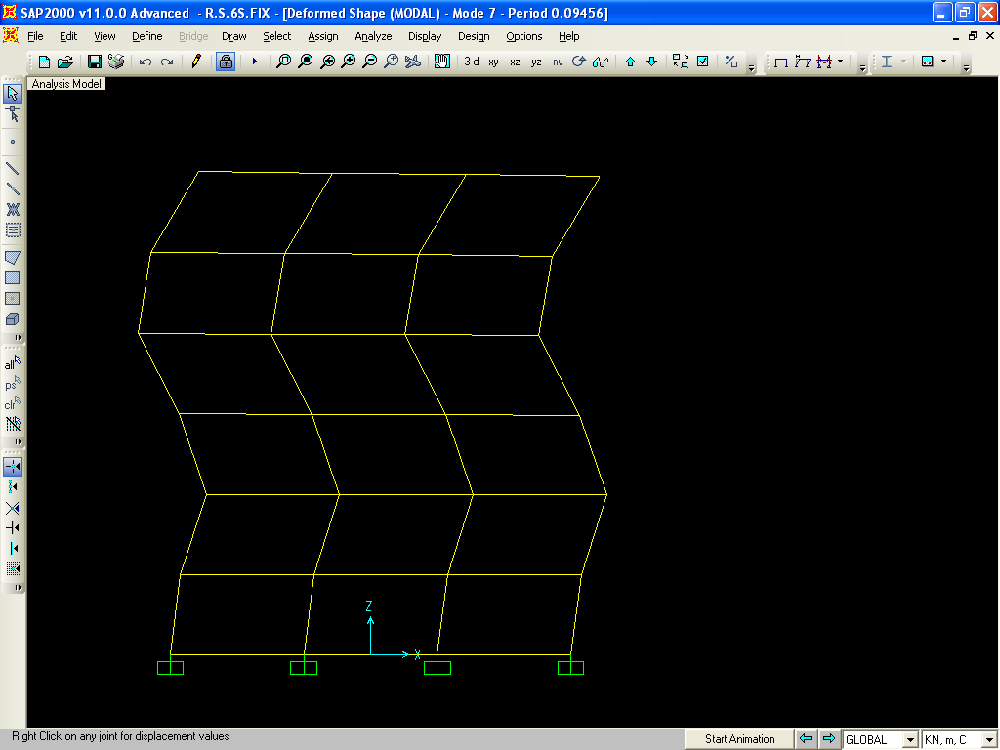 SAP2000 v11.0.0 Advanced - R.S.6S.FIX - [Deformed Shape (MODAL) - Mode 7 - Period 0.09456]
File Edit View Define Bridge Draw Select Assign Analyze Display Design Options Help
3-d xy xz yz nv
Analysis Model
all
ps
clr
Z
X
Right Click on any joint for displacement values
Start Animation
GLOBAL
KN, m, C